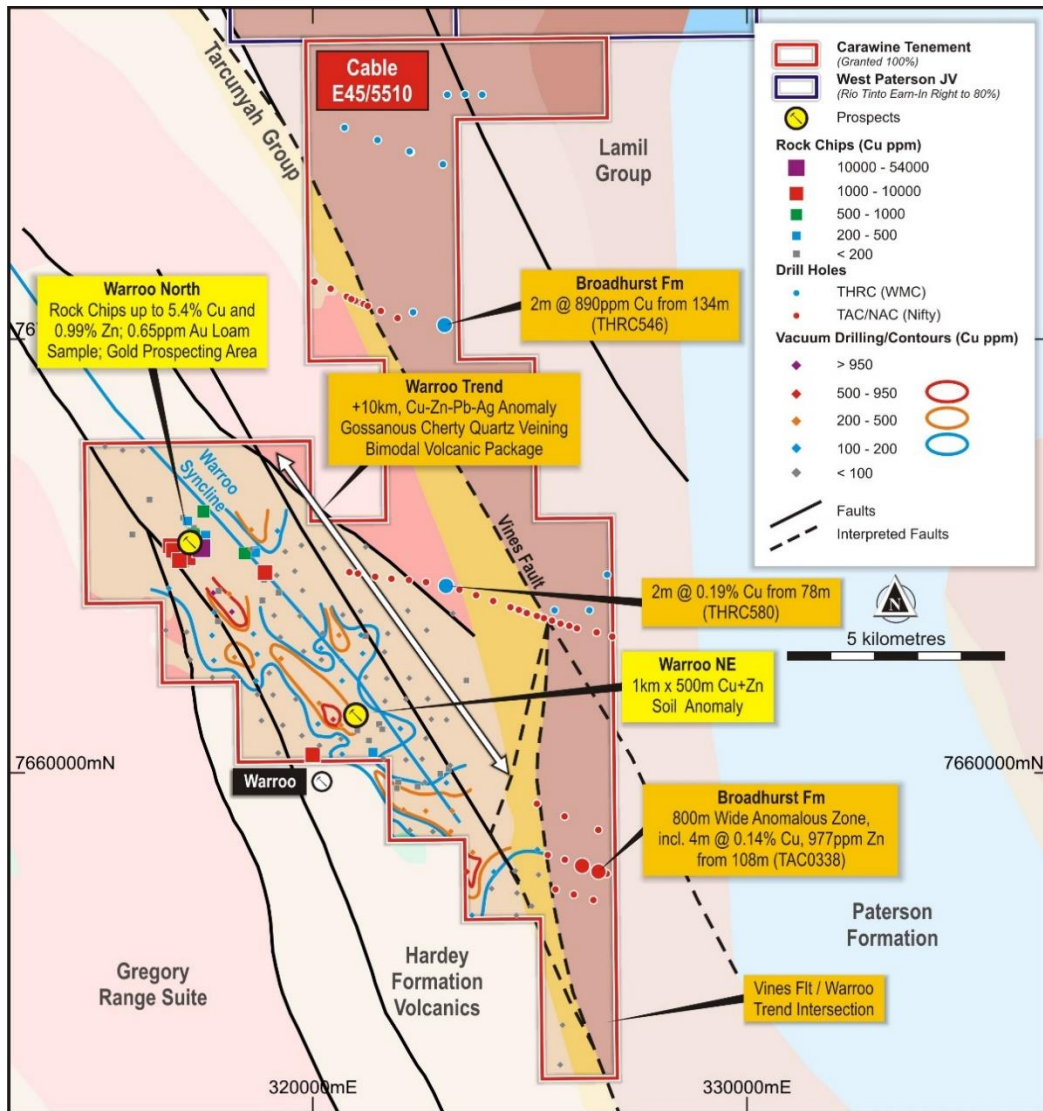 Cable
E45/5510
Tarcunyah Group
Lamil
Group
Carawine Tenement
(Granted 100%)
West Paterson JV
(Rio Tinto Earn-In Right to 80%)
Prospects
Rock Chips (Cu ppm)
10000 - 54000
1000 - 10000
500 - 1000
200 - 500
< 200
Drill Holes
THRC (WMC)
TAC/NAC (Nifty)
Vacuum Drilling/Contours (Cu ppm)
> 950
500 - 950
200 - 500
100 - 200
< 100
Faults
Interpreted Faults
N
5 kilometres
Warroo North
Rock Chips up to 5.4% Cu and
0.99% Zn; 0.65ppm Au Loam
Sample; Gold Prospecting Area
Broadhurst Fm
2m @ 890ppm Cu from 134m
(THRC546)
Warroo Trend
+10km, Cu-Zn-Pb-Ag Anomaly
Gossanous Cherty Quartz Veining
Bimodal Volcanic Package
Warroo
Syncline
Vines Fault
2m @ 0.19% Cu from 78m
(THRC580)
Warroo NE
1km x 500m Cu+Zn
Soil Anomaly
7660000mN
7660000mN
Warroo
Broadhurst Fm
800m Wide Anomalous Zone,
incl. 4m @ 0.14% Cu, 977ppm Zn
from 108m (TAC0338)
Paterson
Formation
Gregory
Range Suite
Hardey
Formation
Volcanics
Vines Flt / Warroo
Trend Intersection
320000mE
330000mE